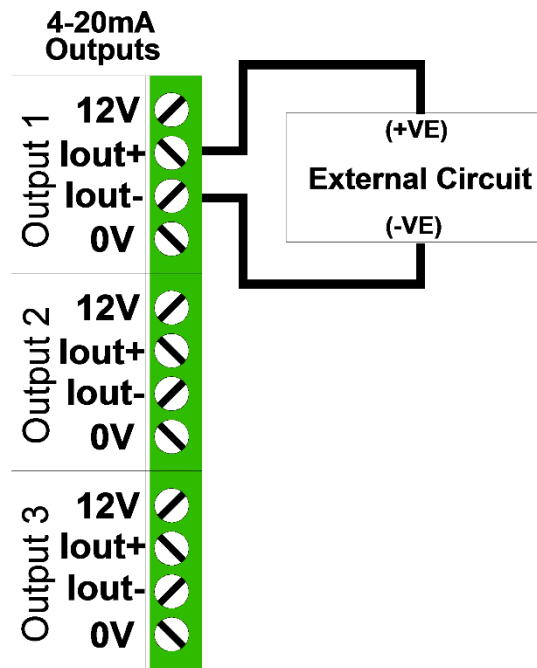 4-20mA
Outputs
Output 1
12V
Iout+
Iout-
0V
(+VE)
External Circuit
(-VE)
Output 2
12V
Iout+
Iout-
0V
Output 3
12V
Iout+
Iout-
0V